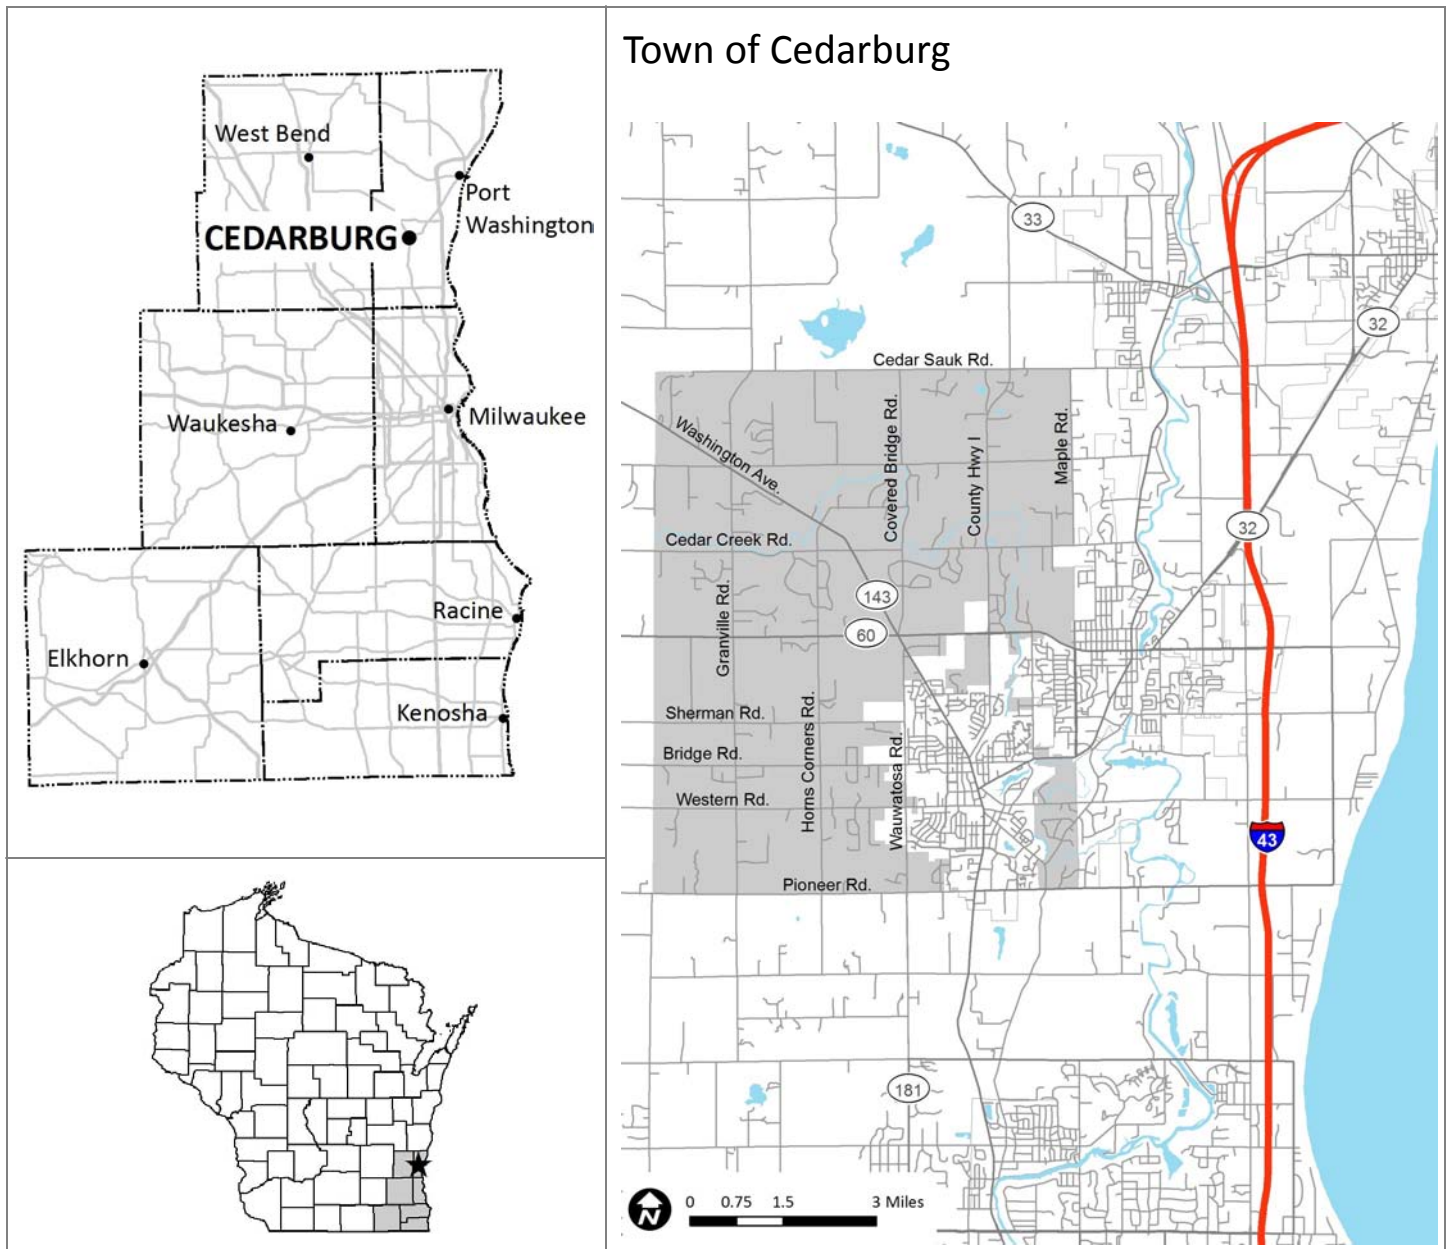 Town of Cedarburg
West Bend
Port
Washington
CEDARBURG
Waukesha
Milwaukee
Racine
Elkhorn
Kenosha
33
32
Cedar Sauk Rd.
Washington Ave.
Covered Bridge Rd.
County Hwy I
Maple Rd.
32
Cedar Creek Rd.
143
60
Granville Rd.
Sherman Rd.
Bridge Rd.
Horns Corners Rd.
Wauwatosa Rd.
Western Rd.
43
Pioneer Rd.
181
N
0 0.75 1.5 3 Miles